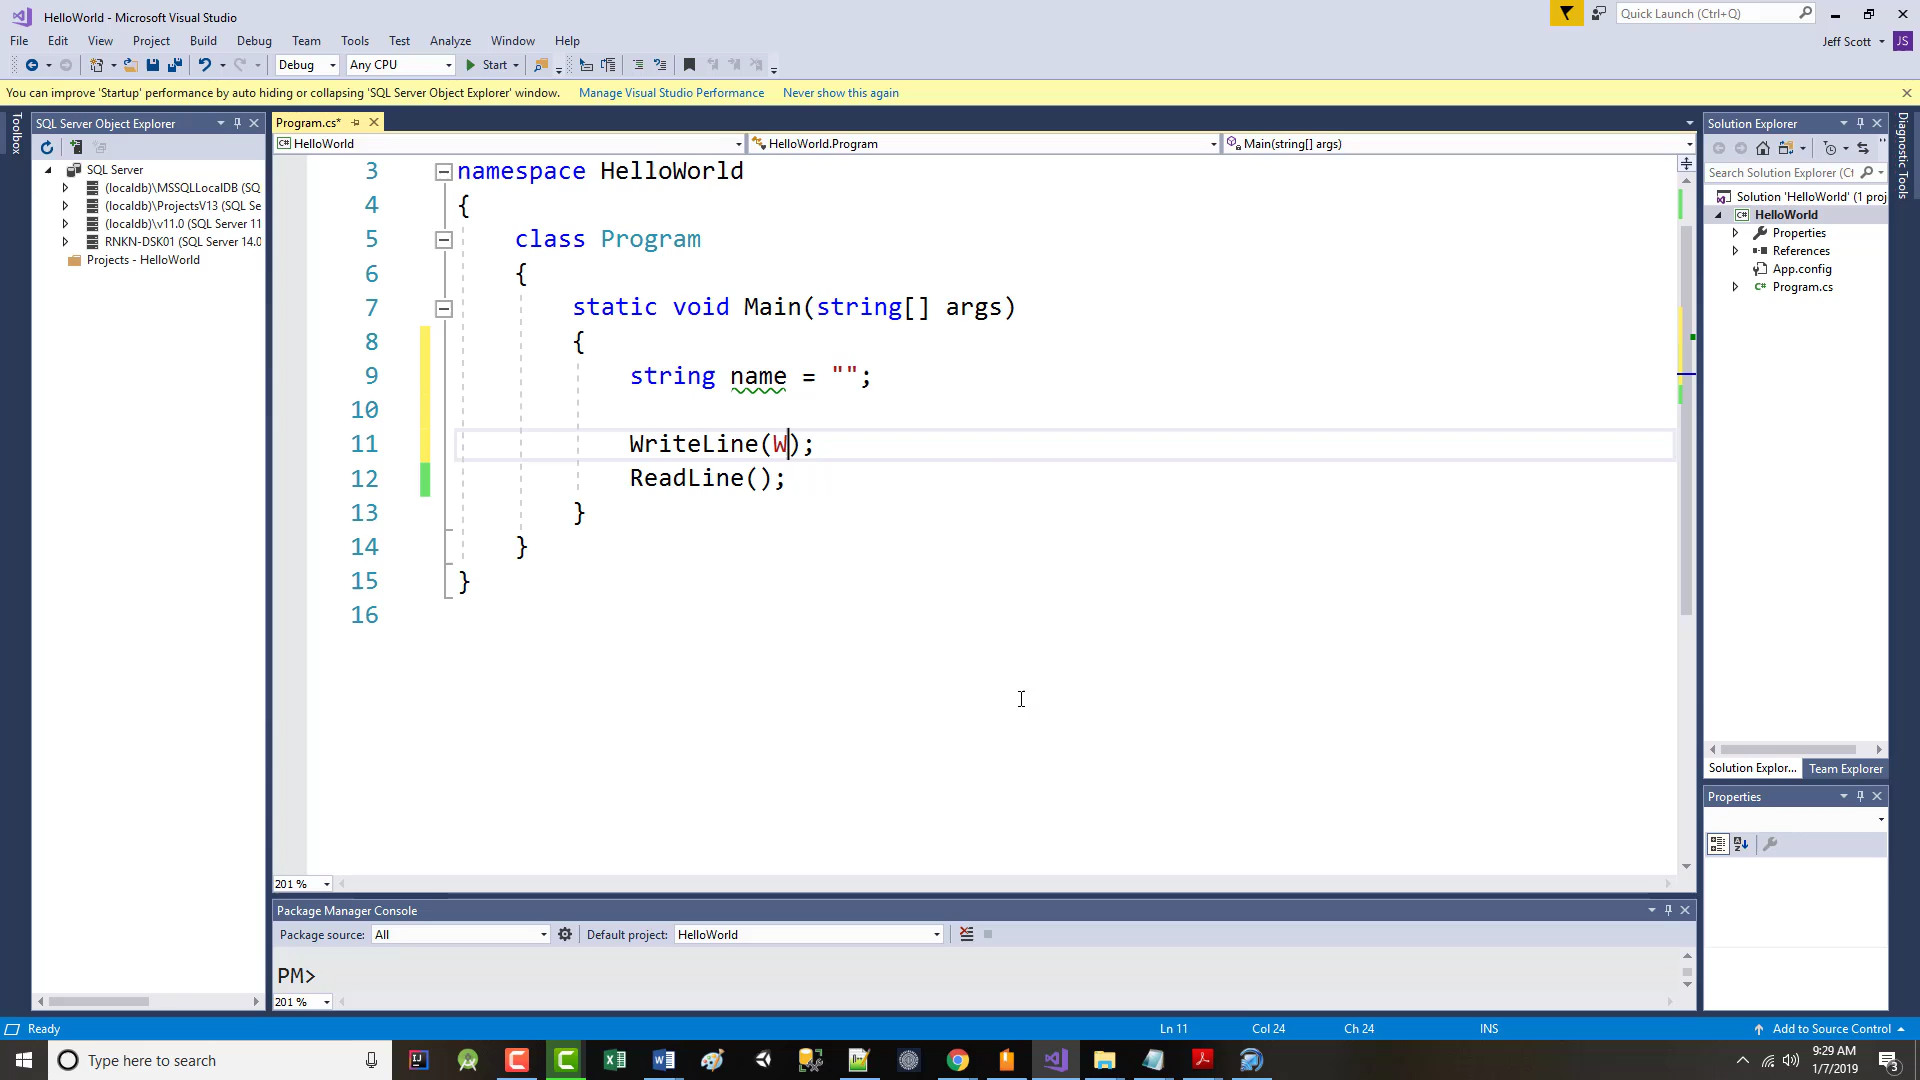 HelloWorld - Microsoft Visual Studio
Quick Launch (Ctrl+Q)
File Edit View Project Build Debug Team Tools Test Analyze Window Help
Jeff Scott JS
Debug Any CPU Start
You can improve 'Startup' performance by auto hiding or collapsing 'SQL Server Object Explorer' window. Manage Visual Studio Performance Never show this again
Toolbox
SQL Server Object Explorer
SQL Server
(localdb)\MSSQLLocalDB (SQ
(localdb)\ProjectsV13 (SQL Se
(localdb)\v11.0 (SQL Server 11
RNKN-DSK01 (SQL Server 14.0
Projects - HelloWorld
Program.cs*
HelloWorld HelloWorld.Program Main(string[] args)
3 namespace HelloWorld
4 {
5 class Program
6 {
7 static void Main(string[] args)
8 {
9 string name = "";
10
11 WriteLine(W);
12 ReadLine();
13 }
14 }
15 }
16
201 %
Package Manager Console
Package source: All Default project: HelloWorld
PM>
201 %
Solution Explorer
Search Solution Explorer (Ct
Solution 'HelloWorld' (1 proj
HelloWorld
Properties
References
App.config
Program.cs
Solution Explor... Team Explorer
Properties
Diagnostic Tools
Ready Ln 11 Col 24 Ch 24 INS Add to Source Control
Type here to search
9:29 AM
1/7/2019
3